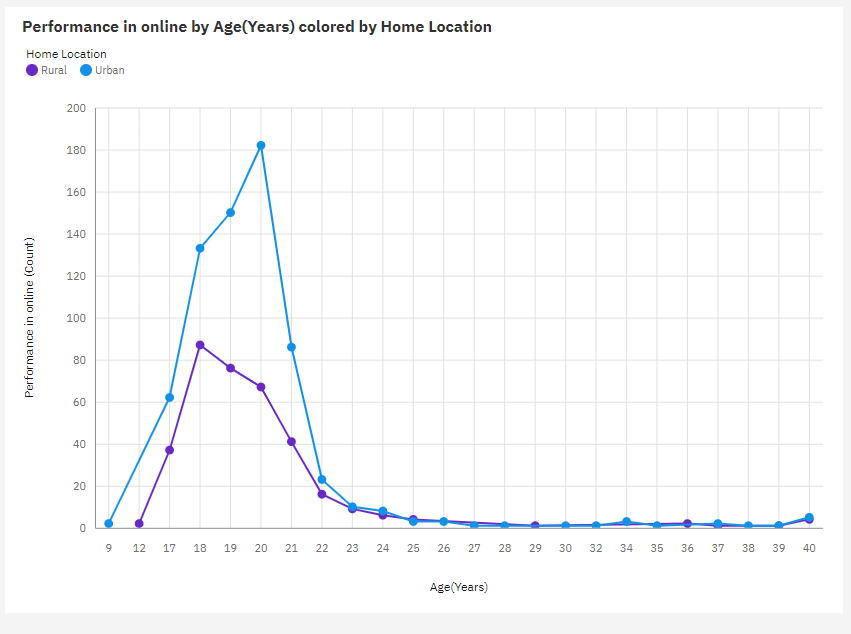 Performance in online by Age(Years) colored by Home Location
Home Location
Rural Urban
200
180
160
140
120
100
80
60
40
20
0
Performance in online (Count)
9 12 17 18 19 20 21 22 23 24 25 26 27 28 29 30 32 34 35 36 37 38 39 40
Age(Years)